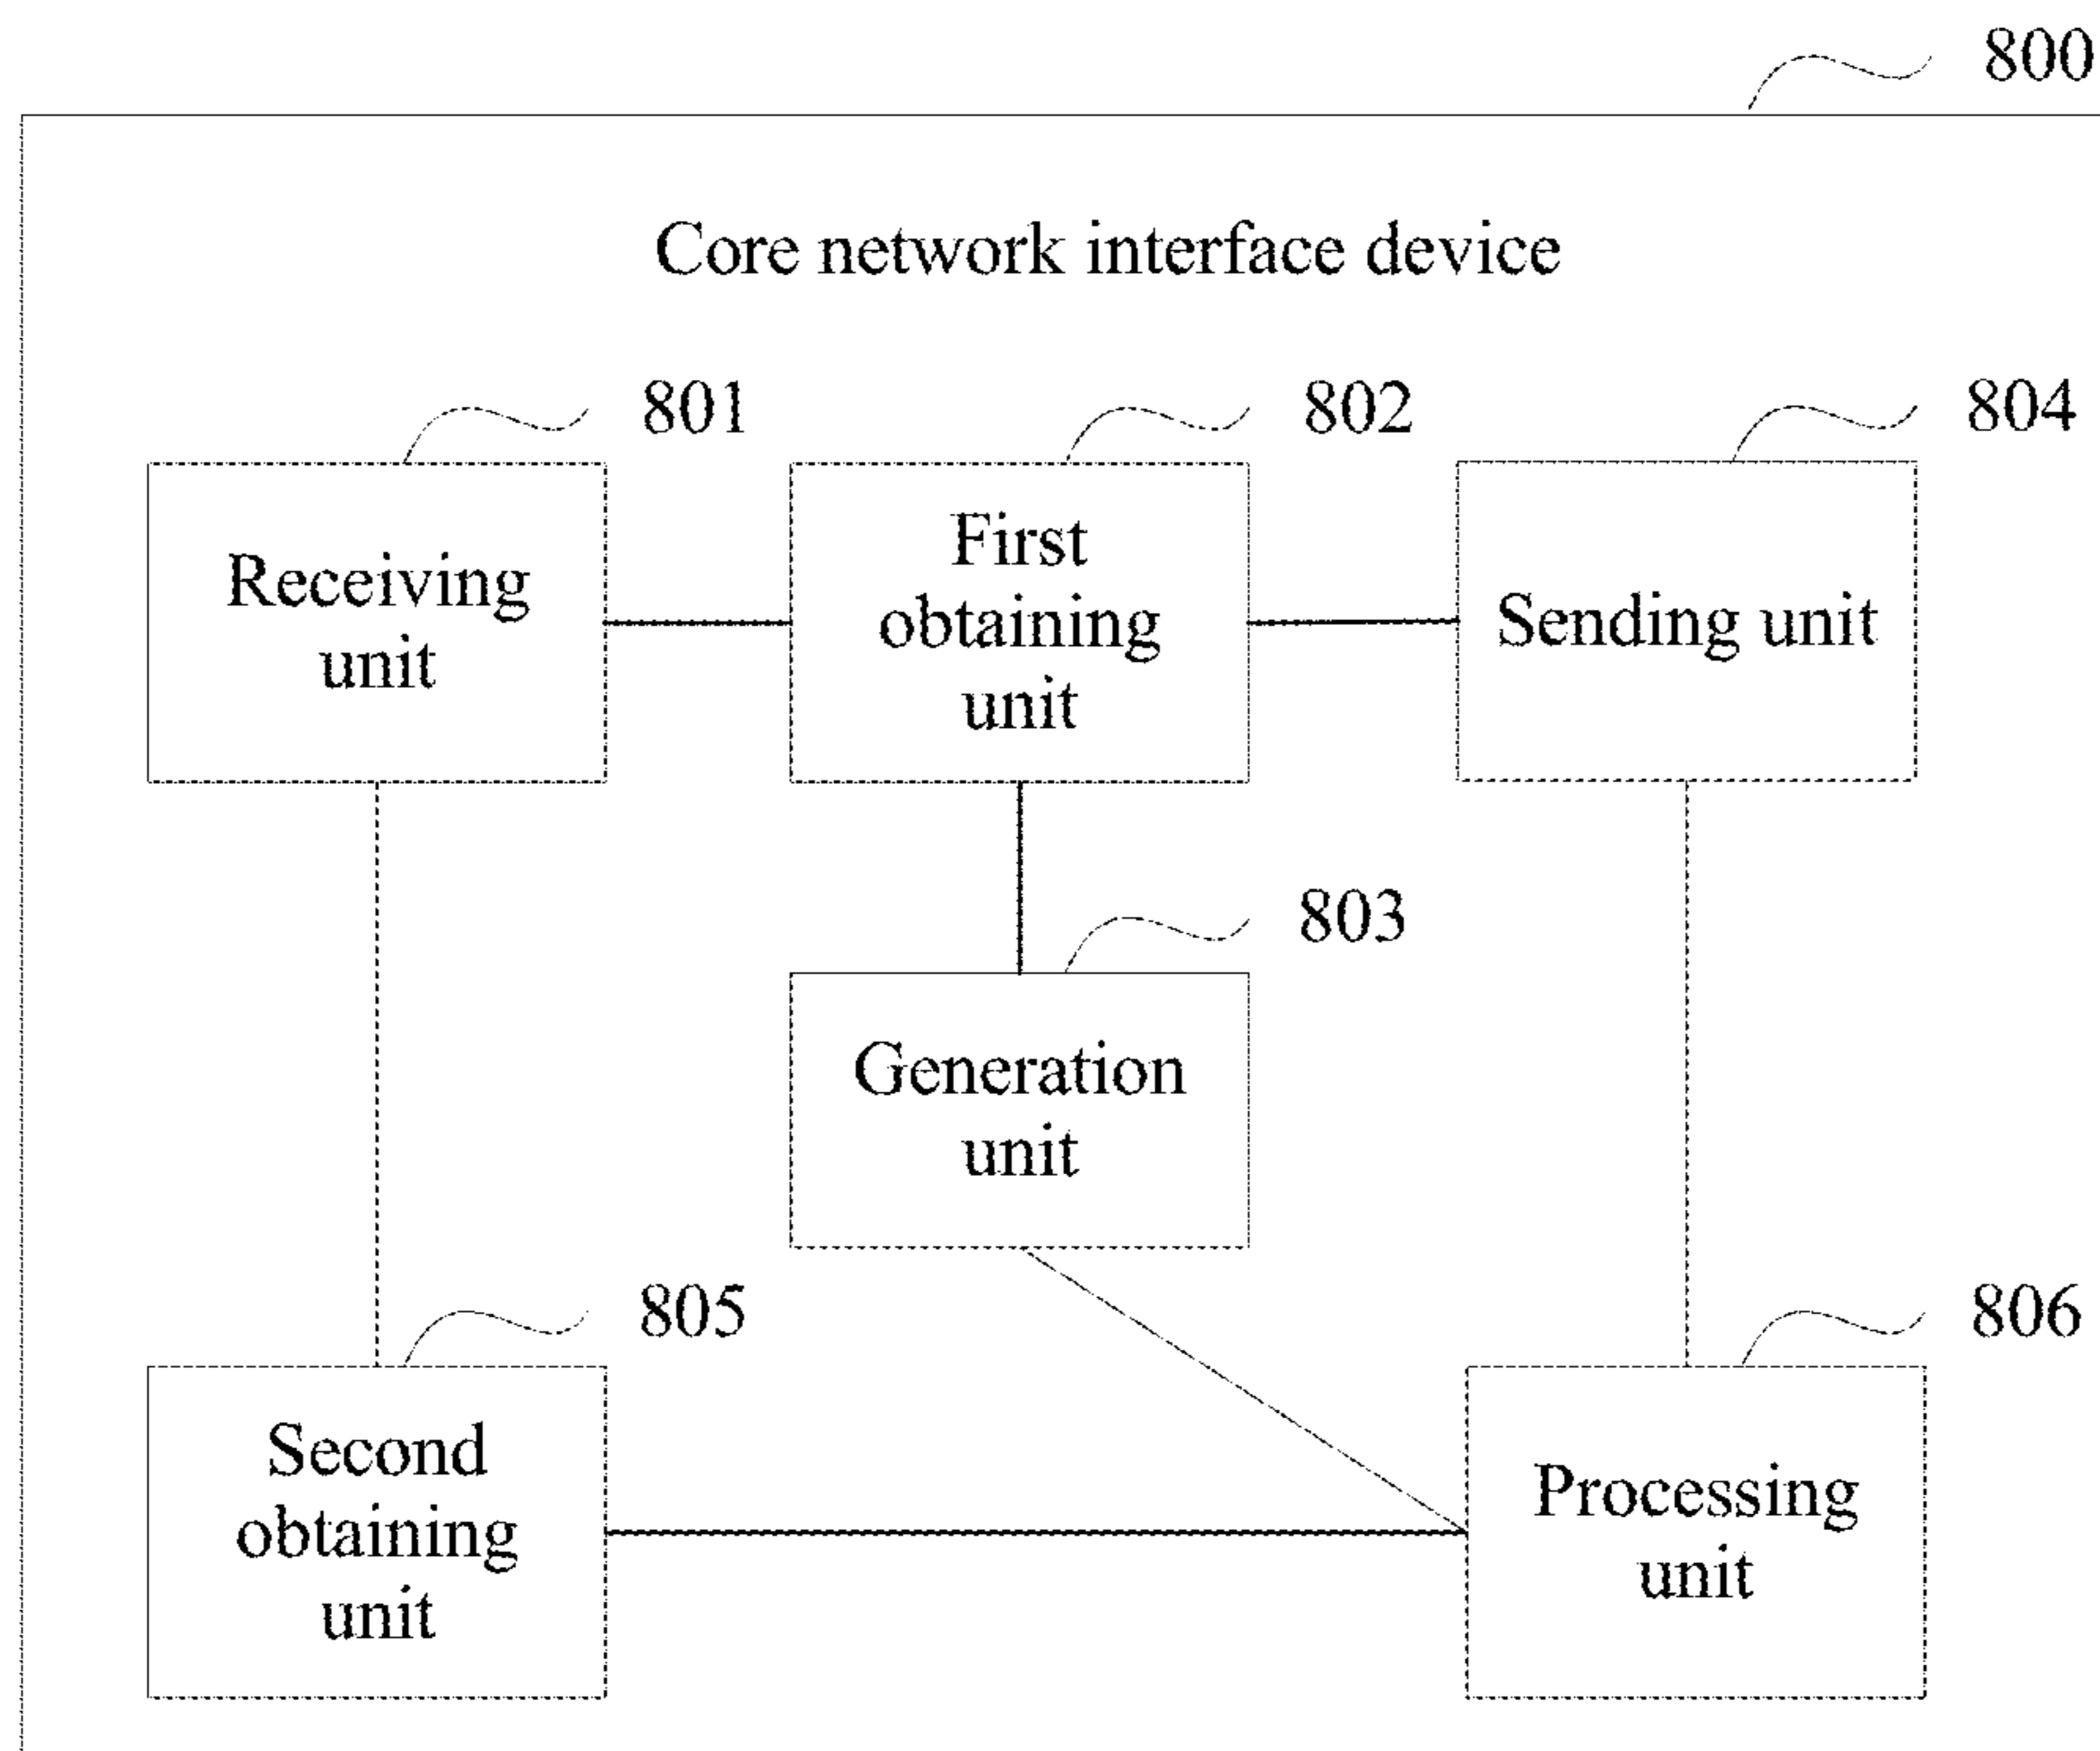 800
Core network interface device
801
802
804
Receiving
unit
First
obtaining
unit
Sending unit
803
Generation
unit
805
806
Second
obtaining
unit
Processing
unit